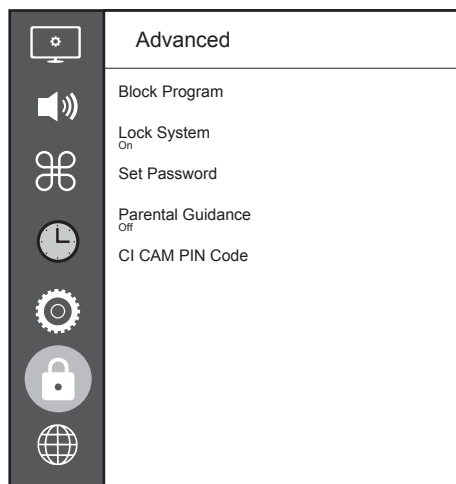 Advanced
Block Program
Lock System
On
Set Password
Parental Guidance
Off
CI CAM PIN Code